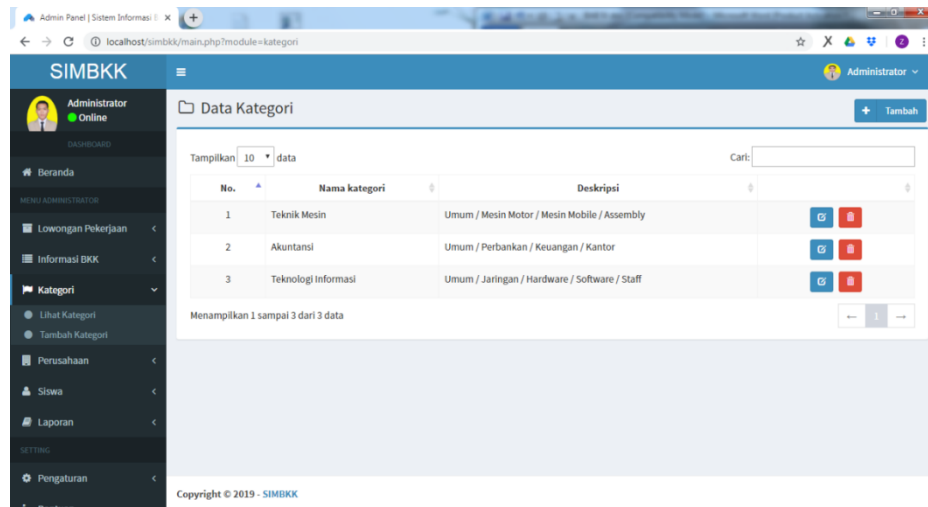 Admin Panel | Sistem Informasi B
localhost/simbkk/main.php?module=kategori
Z
SIMBKK
Administrator
Administrator
Online
Data Kategori
Tambah
DASHBOARD
Tampilkan 10 data
Cari:
Beranda
No. Nama kategori Deskripsi
MENU ADMINISTRATOR
1 Teknik Mesin Umum / Mesin Motor / Mesin Mobile / Assembly
Lowongan Pekerjaan
2 Akuntansi Umum / Perbankan / Keuangan / Kantor
Informasi BKK
3 Teknologi Informasi Umum / Jaringan / Hardware / Software / Staff
Kategori
Lihat Kategori
Menampilkan 1 sampai 3 dari 3 data
← 1 →
Tambah Kategori
Perusahaan
Siswa
Laporan
SETTING
Pengaturan
Copyright © 2019 - SIMBKK